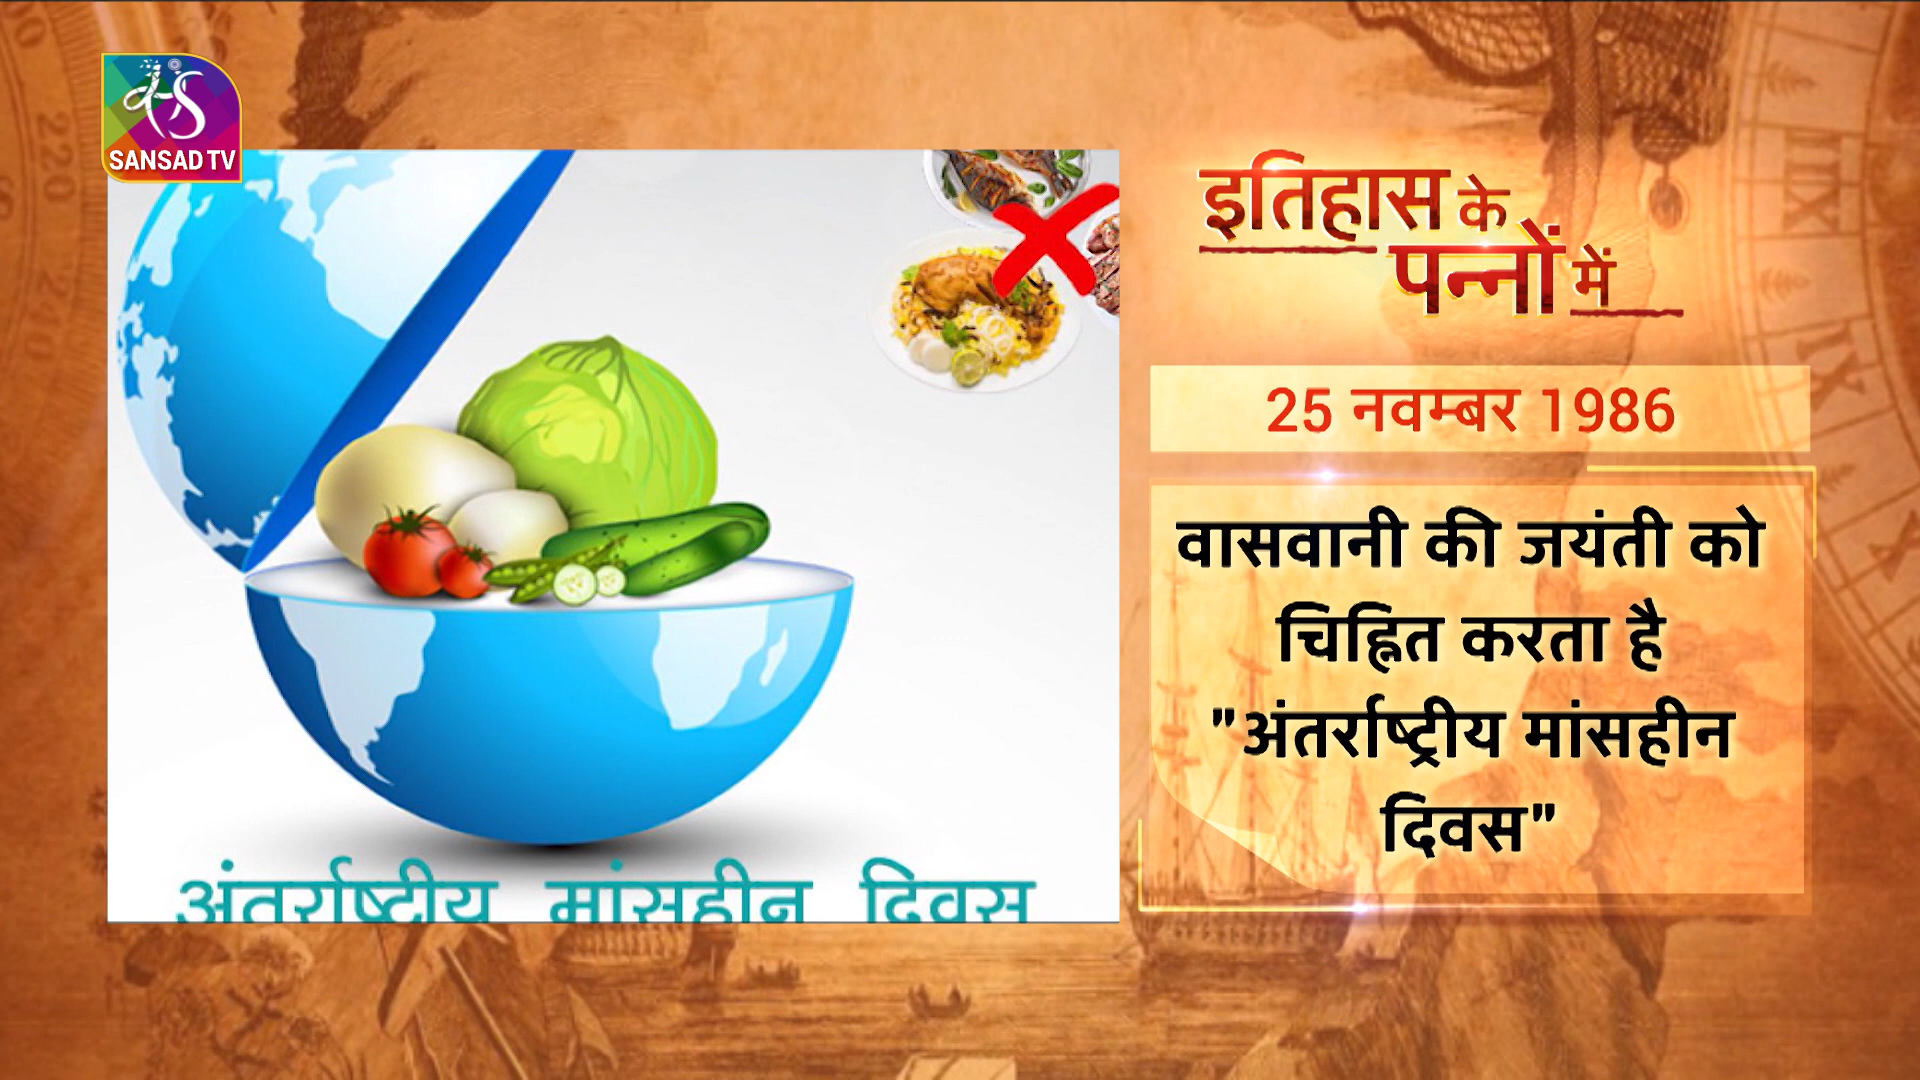 SANSAD TV
इतिहास के
पन्नों में
25 नवम्बर 1986
वासवानी की जयंती को
चिह्नित करता है
"अंतर्राष्ट्रीय मांसहीन
दिवस"
अंतर्राष्ट्रीय मांसहीन दिवस